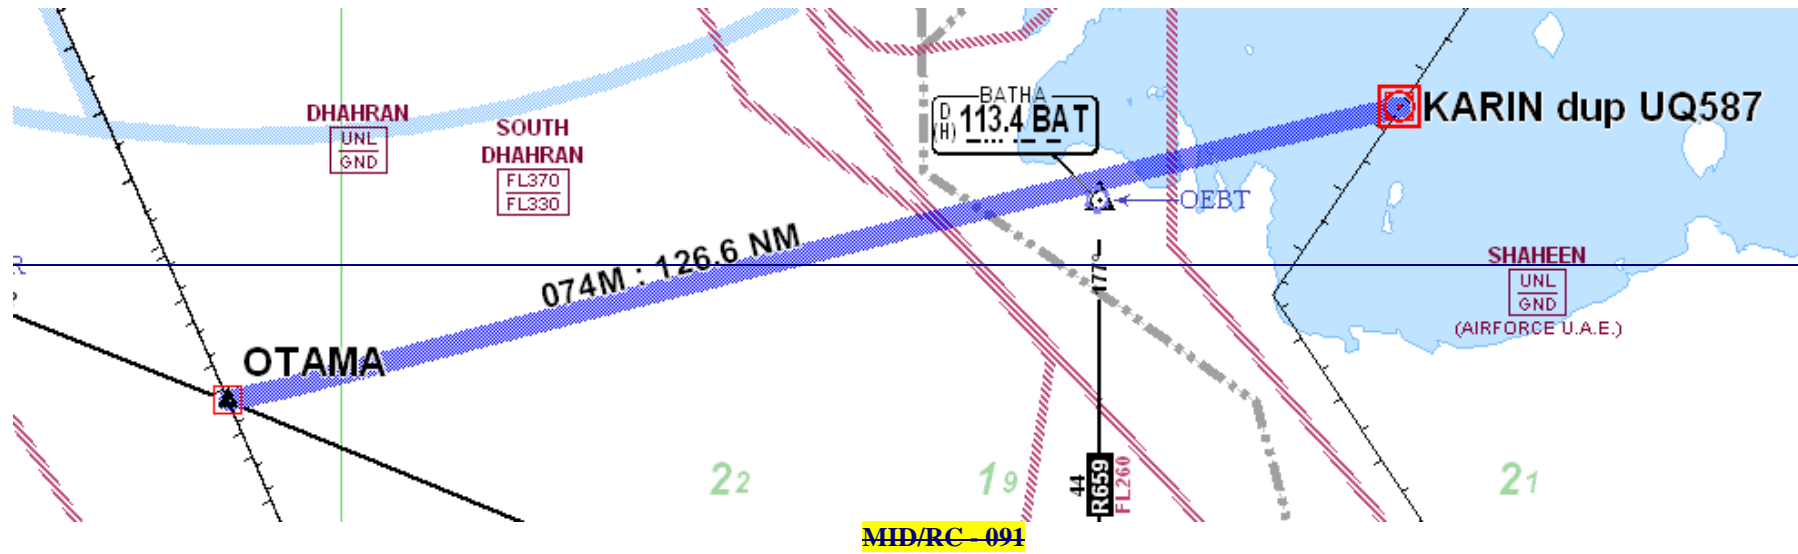 BATHA
D
(H) 113.4 BAT
KARIN dup UQ587
DHAHRAN
UNL
GND
SOUTH
DHAHRAN
FL370
FL330
OEBT
074M : 126.6 NM
177°
SHAHEEN
UNL
GND
(AIRFORCE U.A.E.)
R
OTAMA
22
19
44
R659
FL260
21
MID/RC - 091